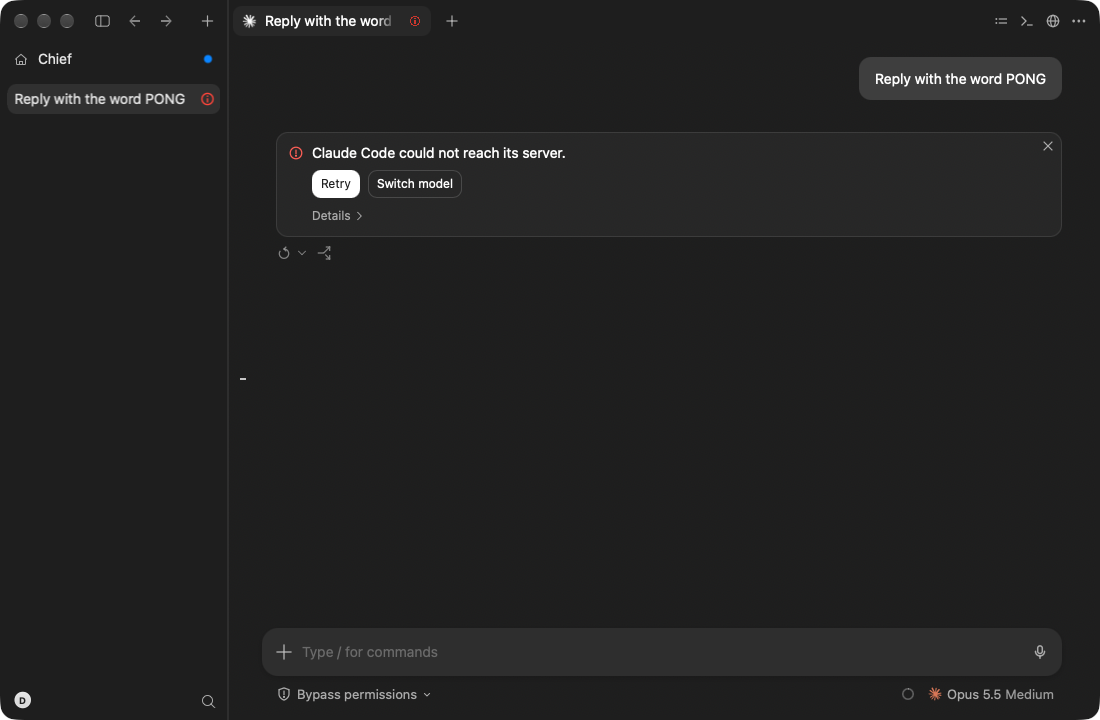 Reply with the word
Chief
Reply with the word PONG
Reply with the word PONG
Claude Code could not reach its server.
Retry
Switch model
Details
Type / for commands
Bypass permissions
Opus 5.5 Medium
D